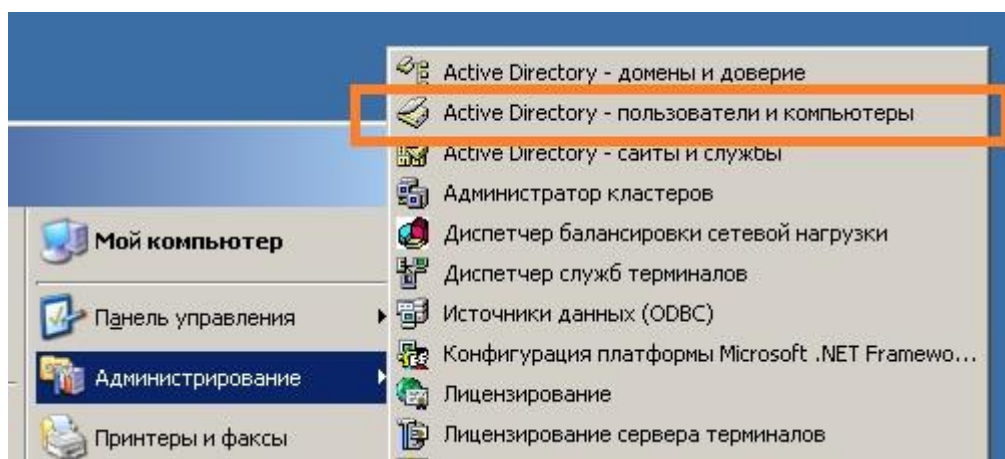 Active Directory - домены и доверие
Active Directory - пользователи и компьютеры
Active Directory - сайты и службы
Администратор кластеров
Диспетчер балансировки сетевой нагрузки
Диспетчер служб терминалов
Источники данных (ODBC)
Конфигурация платформы Microsoft .NET Framewo...
Лицензирование
Лицензирование сервера терминалов
Мой компьютер
Панель управления
Администрирование
Принтеры и факсы